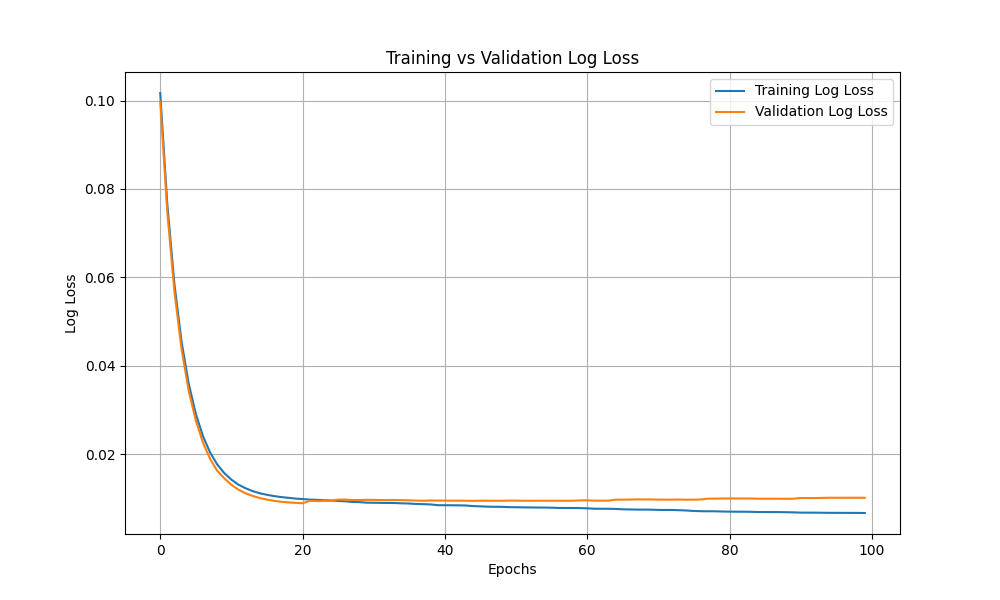 Training vs Validation Log Loss
Training Log Loss
Validation Log Loss
Log Loss
0.10
0.08
0.06
0.04
0.02
0 20 40 60 80 100
Epochs